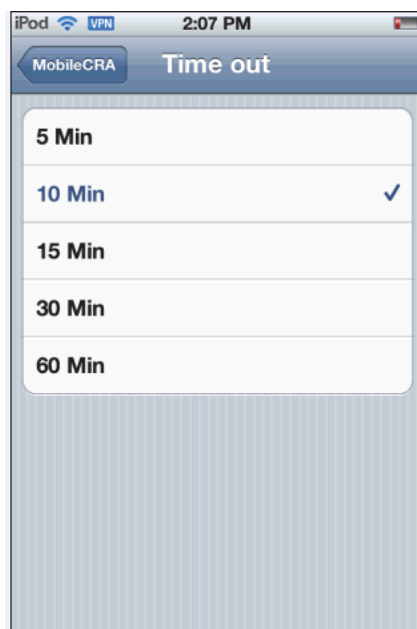 iPod VPN 2:07 PM
MobileCRA Time out
5 Min
10 Min
15 Min
30 Min
60 Min